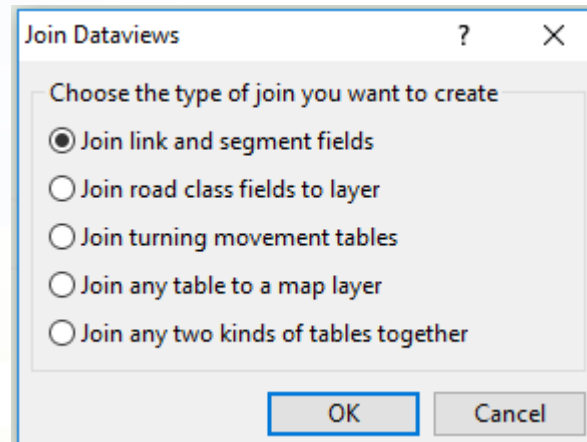 Join Dataviews ?
Choose the type of join you want to create
Join link and segment fields
Join road class fields to layer
Join turning movement tables
Join any table to a map layer
Join any two kinds of tables together
OK Cancel